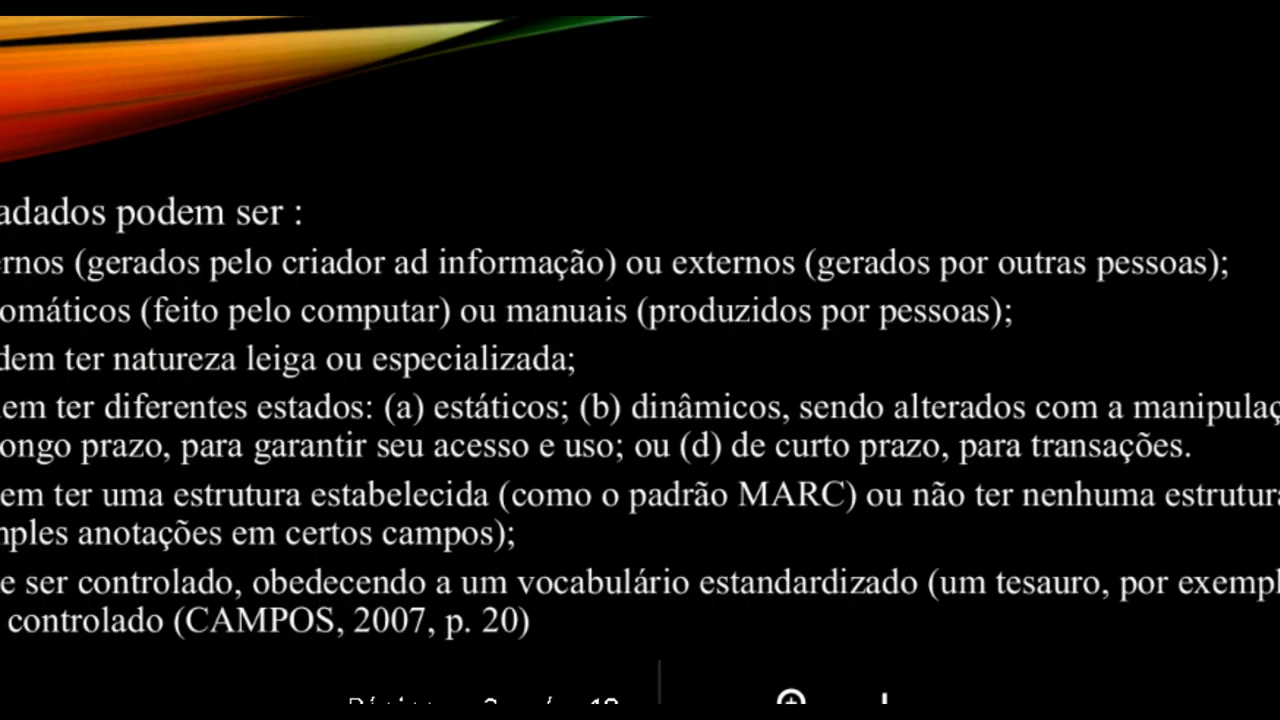 adados podem ser :
rnos (gerados pelo criador ad informação) ou externos (gerados por outras pessoas);
omáticos (feito pelo computar) ou manuais (produzidos por pessoas);
dem ter natureza leiga ou especializada;
em ter diferentes estados: (a) estáticos; (b) dinâmicos, sendo alterados com a manipulaç
ongo prazo, para garantir seu acesso e uso; ou (d) de curto prazo, para transações.
em ter uma estrutura estabelecida (como o padrão MARC) ou não ter nenhuma estrutura
nples anotações em certos campos);
e ser controlado, obedecendo a um vocabulário estandardizado (um tesauro, por exempl
controlado (CAMPOS, 2007, p. 20)